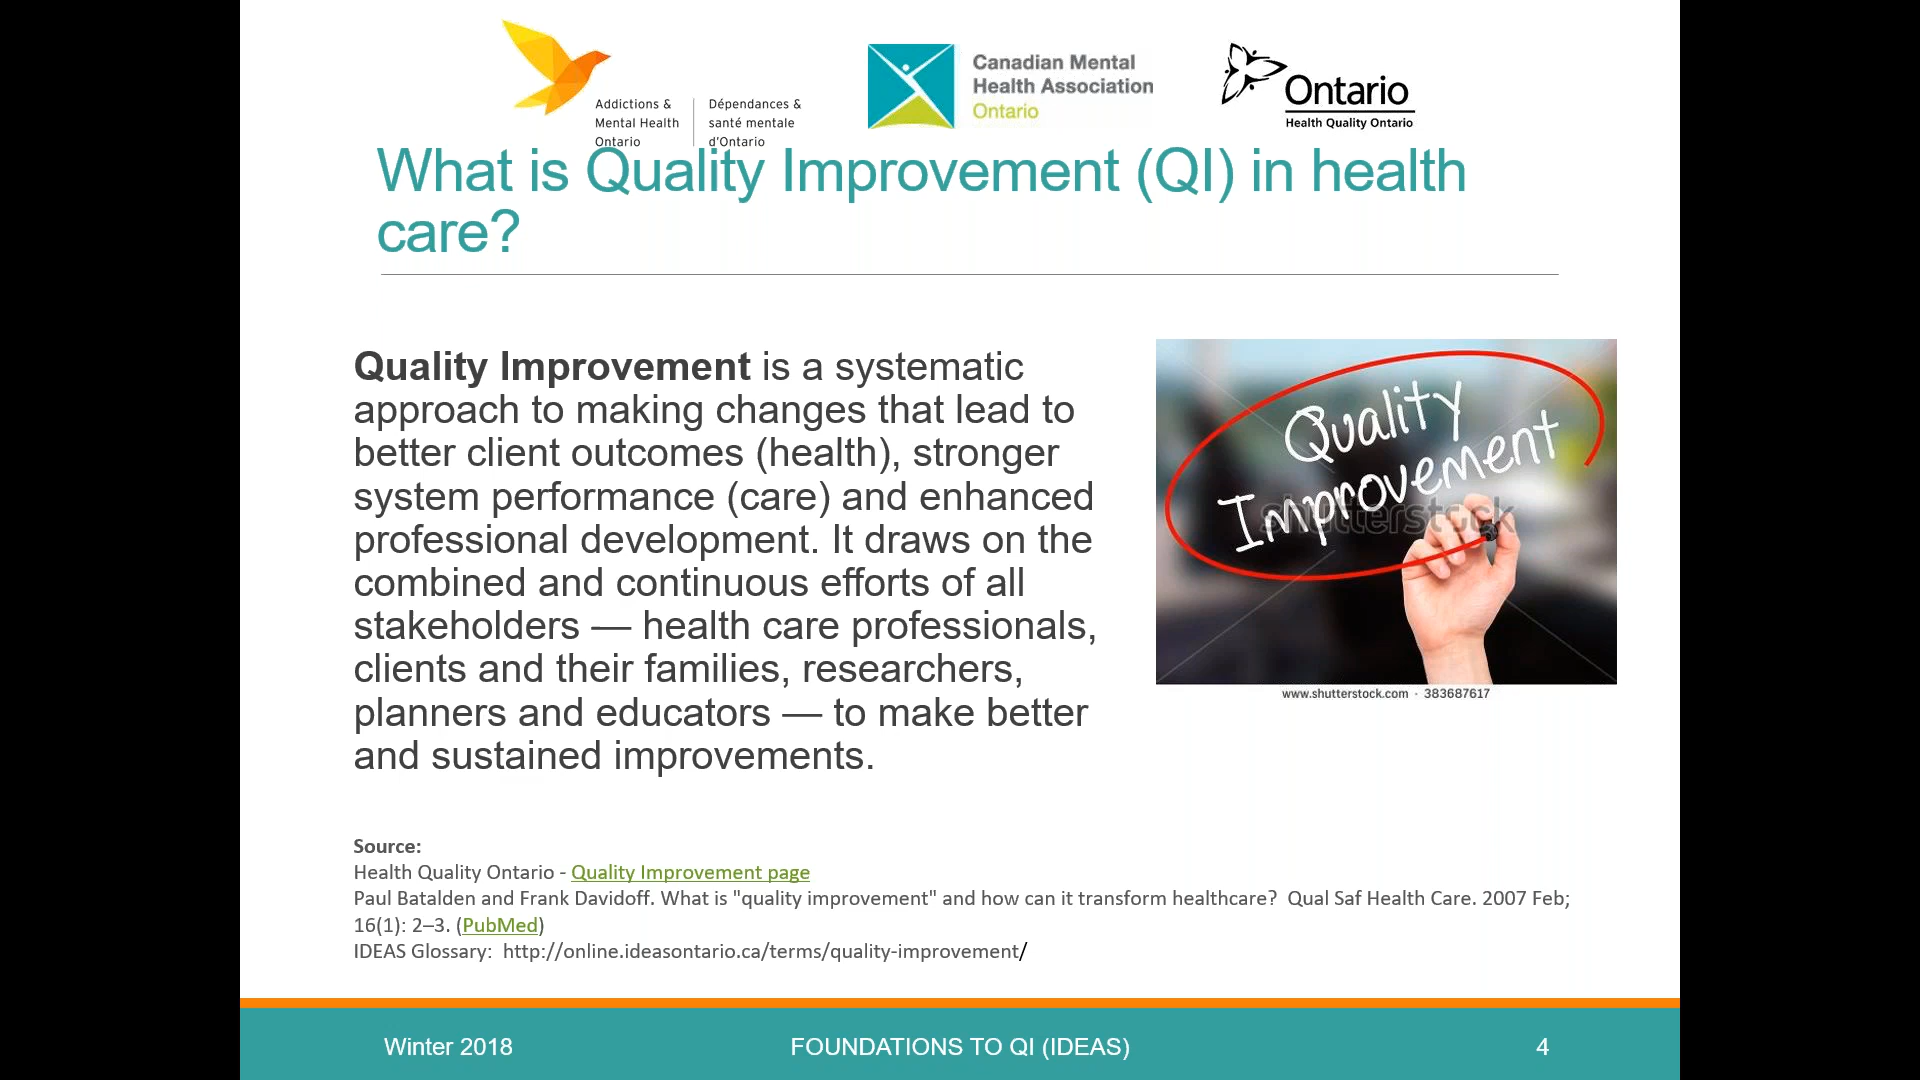 Addictions &
Mental Health
Ontario
Dépendances &
santé mentale
d'Ontario
Canadian Mental
Health Association
Ontario
Ontario
Health Quality Ontario
What is Quality Improvement (QI) in health
care?
Quality Improvement is a systematic
approach to making changes that lead to
better client outcomes (health), stronger
system performance (care) and enhanced
professional development. It draws on the
combined and continuous efforts of all
stakeholders — health care professionals,
clients and their families, researchers,
planners and educators — to make better
and sustained improvements.
Quality
Improvement
shutterstock
www.shutterstock.com · 383687617
Source:
Health Quality Ontario - Quality Improvement page
Paul Batalden and Frank Davidoff. What is "quality improvement" and how can it transform healthcare?  Qual Saf Health Care. 2007 Feb;
16(1): 2–3. (PubMed)
IDEAS Glossary:  http://online.ideasontario.ca/terms/quality-improvement/
Winter 2018
FOUNDATIONS TO QI (IDEAS)
4